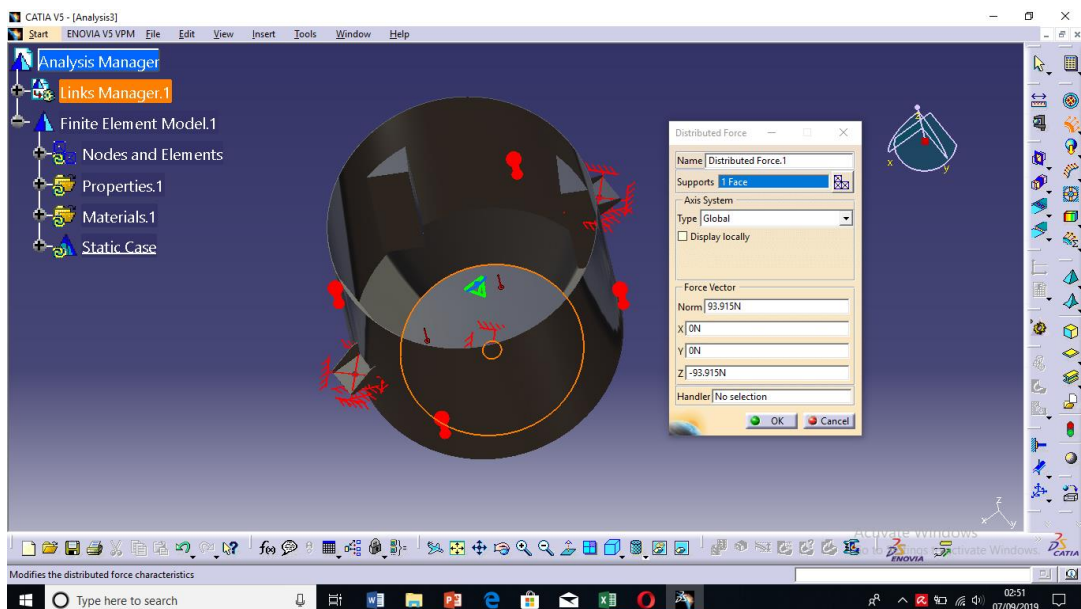 CATIA V5 - [Analysis3]
Start ENOVIA V5 VPM File Edit View Insert Tools Window Help
Analysis Manager
Links Manager.1
Finite Element Model.1
Nodes and Elements
Properties.1
Materials.1
Static Case
Distributed Force
Name Distributed Force.1
Supports 1 Face
Axis System
Type Global
Display locally
Force Vector
Norm 93.915N
X 0N
Y 0N
Z -93.915N
Handler No selection
OK Cancel
z
x
y
z
x y
Activate Windows
ENOVIA
CATIA
Modifies the distributed force characteristics
Type here to search
02:51
07/09/2019